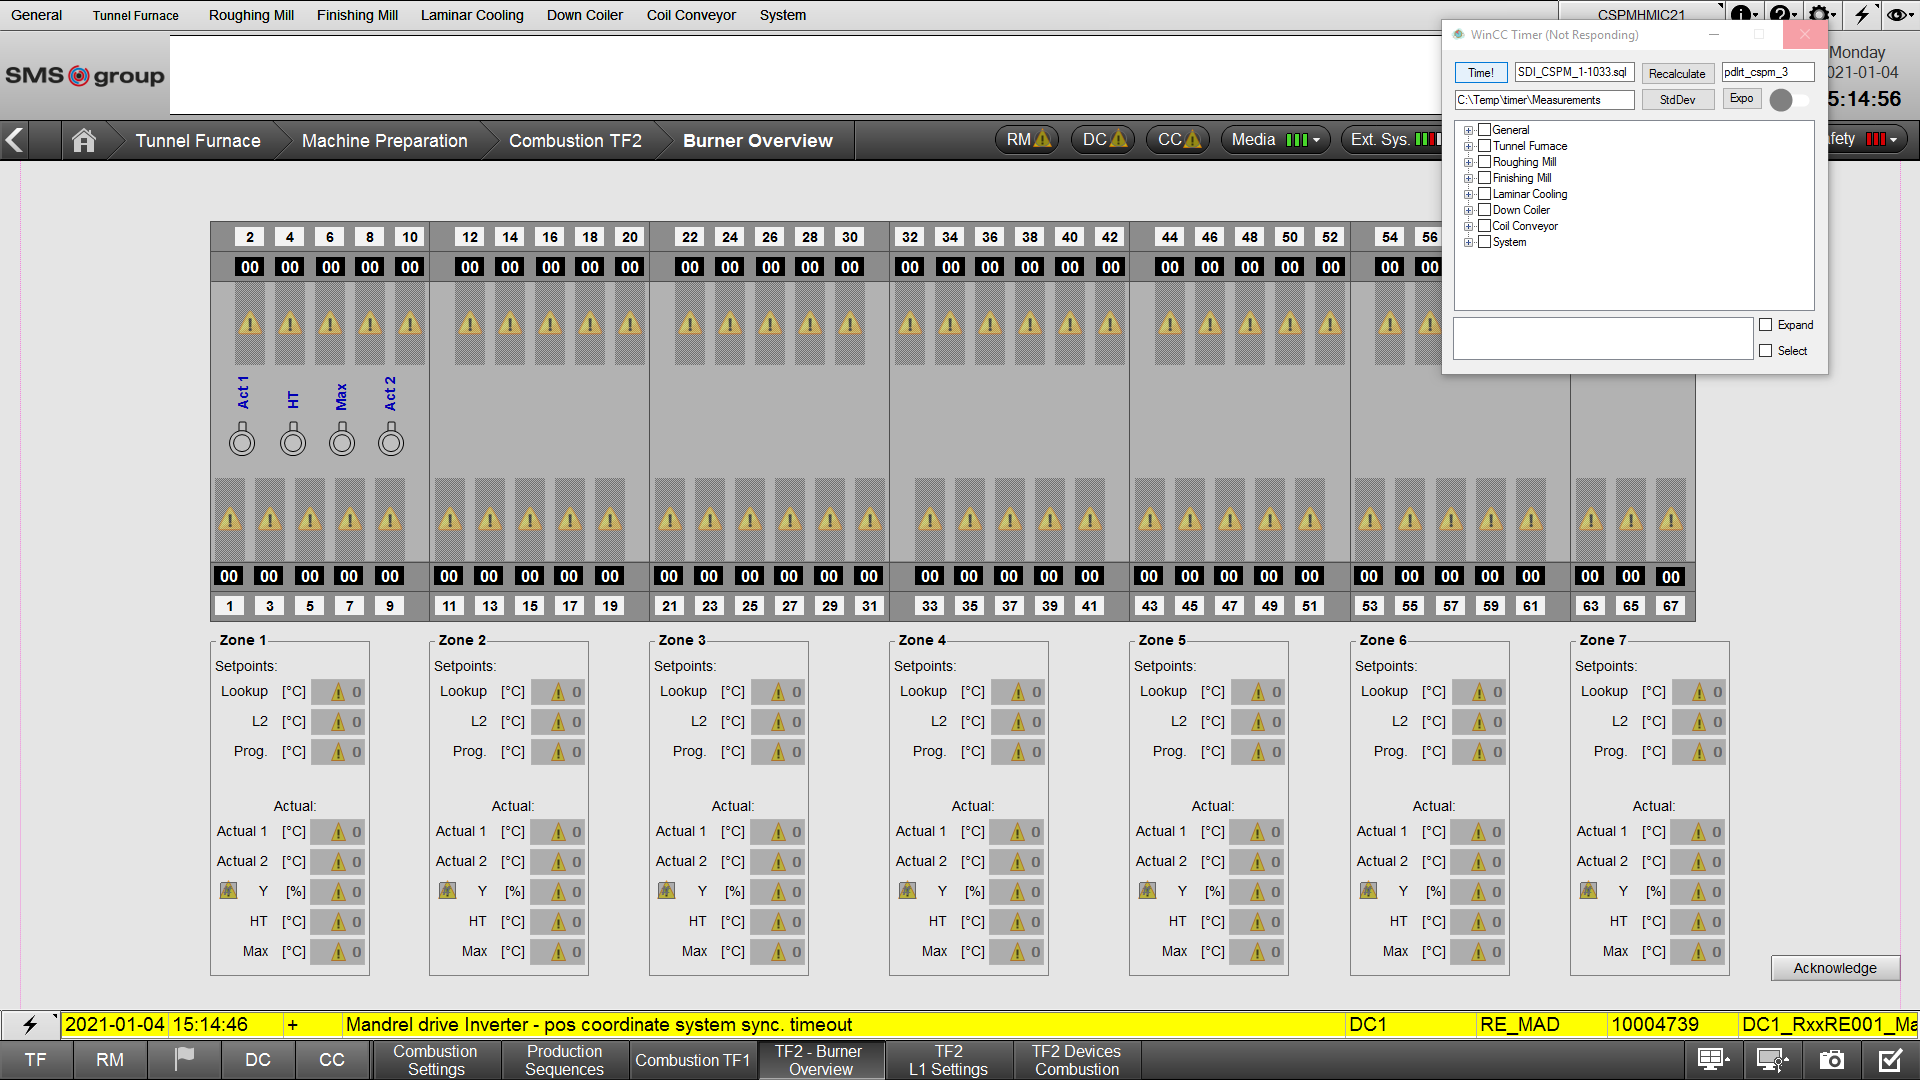 General Tunnel Furnace Roughing Mill Finishing Mill Laminar Cooling Down Coiler Coil Conveyor System CSPMHMIC21
SMS group
WinCC Timer (Not Responding)
Monday
2021-01-04
15:14:56
Time! SDI_CSPM_1-1033.sql Recalculate pdlrt_cspm_3
C:\Temp\timer\Measurements StdDev Expo
General
Tunnel Furnace
Roughing Mill
Finishing Mill
Laminar Cooling
Down Coiler
Coil Conveyor
System
Expand
Select
Tunnel Furnace Machine Preparation Combustion TF2 Burner Overview RM DC CC Media Ext. Sys. fety
2 4 6 8 10 12 14 16 18 20 22 24 26 28 30 32 34 36 38 40 42 44 46 48 50 52 54 56
00 00 00 00 00 00 00 00 00 00 00 00 00 00 00 00 00 00 00 00 00 00 00 00 00 00 00 00
Act 1 HT Max Act 2
00 00 00 00 00 00 00 00 00 00 00 00 00 00 00 00 00 00 00 00 00 00 00 00 00 00 00 00 00 00 00 00 00 00
1 3 5 7 9 11 13 15 17 19 21 23 25 27 29 31 33 35 37 39 41 43 45 47 49 51 53 55 57 59 61 63 65 67
Zone 1 Zone 2 Zone 3 Zone 4 Zone 5 Zone 6 Zone 7
Setpoints: Setpoints: Setpoints: Setpoints: Setpoints: Setpoints: Setpoints:
Lookup [°C] 0 Lookup [°C] 0 Lookup [°C] 0 Lookup [°C] 0 Lookup [°C] 0 Lookup [°C] 0 Lookup [°C] 0
L2 [°C] 0 L2 [°C] 0 L2 [°C] 0 L2 [°C] 0 L2 [°C] 0 L2 [°C] 0 L2 [°C] 0
Prog. [°C] 0 Prog. [°C] 0 Prog. [°C] 0 Prog. [°C] 0 Prog. [°C] 0 Prog. [°C] 0 Prog. [°C] 0
Actual: Actual: Actual: Actual: Actual: Actual: Actual:
Actual 1 [°C] 0 Actual 1 [°C] 0 Actual 1 [°C] 0 Actual 1 [°C] 0 Actual 1 [°C] 0 Actual 1 [°C] 0 Actual 1 [°C] 0
Actual 2 [°C] 0 Actual 2 [°C] 0 Actual 2 [°C] 0 Actual 2 [°C] 0 Actual 2 [°C] 0 Actual 2 [°C] 0 Actual 2 [°C] 0
Y [%] 0 Y [%] 0 Y [%] 0 Y [%] 0 Y [%] 0 Y [%] 0 Y [%] 0
HT [°C] 0 HT [°C] 0 HT [°C] 0 HT [°C] 0 HT [°C] 0 HT [°C] 0 HT [°C] 0
Max [°C] 0 Max [°C] 0 Max [°C] 0 Max [°C] 0 Max [°C] 0 Max [°C] 0 Max [°C] 0
Acknowledge
2021-01-04 15:14:46 + Mandrel drive Inverter - pos coordinate system sync. timeout DC1 RE_MAD 10004739 DC1_RxxRE001_Ma
TF RM DC CC Combustion Settings Production Sequences Combustion TF1 TF2 - Burner Overview TF2 L1 Settings TF2 Devices Combustion